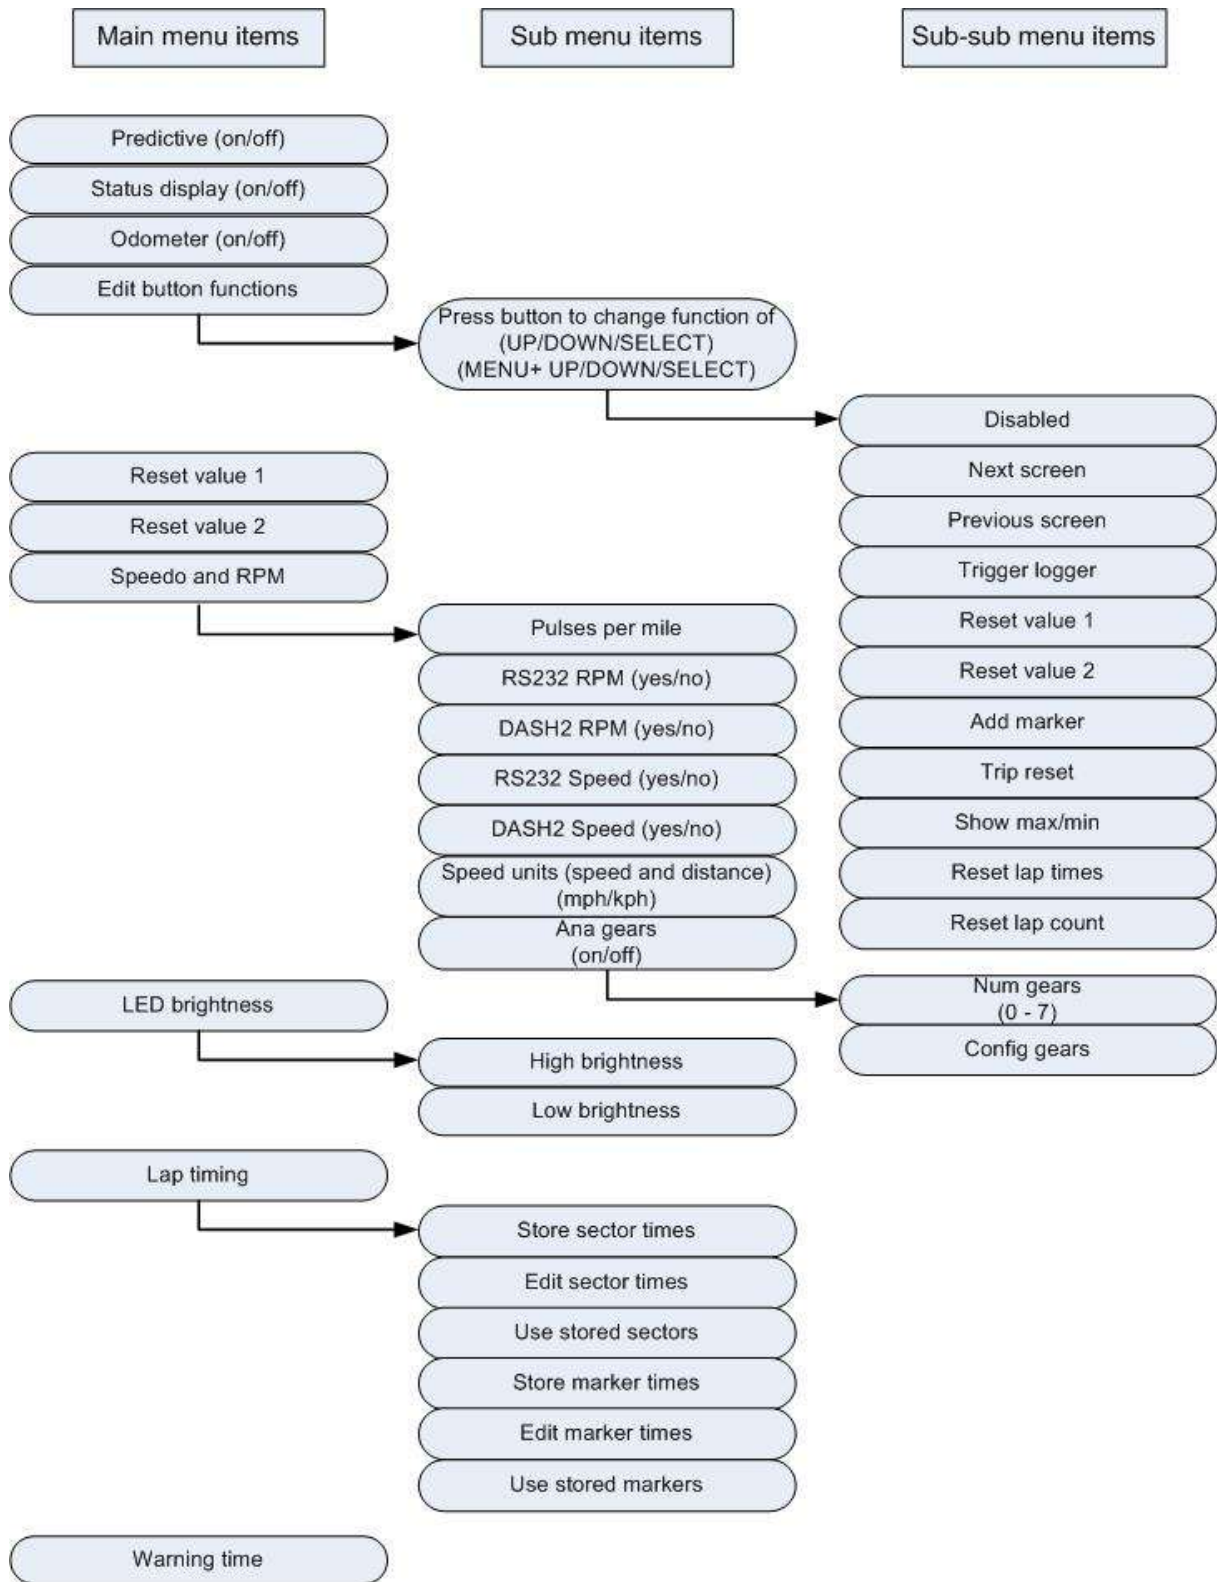 Main menu items
Sub menu items
Sub-sub menu items
Predictive (on/off)
Status display (on/off)
Odometer (on/off)
Edit button functions
Press button to change function of
(UP/DOWN/SELECT)
(MENU+ UP/DOWN/SELECT)
Disabled
Next screen
Previous screen
Trigger logger
Reset value 1
Reset value 2
Add marker
Trip reset
Show max/min
Reset lap times
Reset lap count
Reset value 1
Reset value 2
Speedo and RPM
Pulses per mile
RS232 RPM (yes/no)
DASH2 RPM (yes/no)
RS232 Speed (yes/no)
DASH2 Speed (yes/no)
Speed units (speed and distance)
(mph/kph)
Ana gears
(on/off)
Num gears
(0 - 7)
Config gears
LED brightness
High brightness
Low brightness
Lap timing
Store sector times
Edit sector times
Use stored sectors
Store marker times
Edit marker times
Use stored markers
Warning time